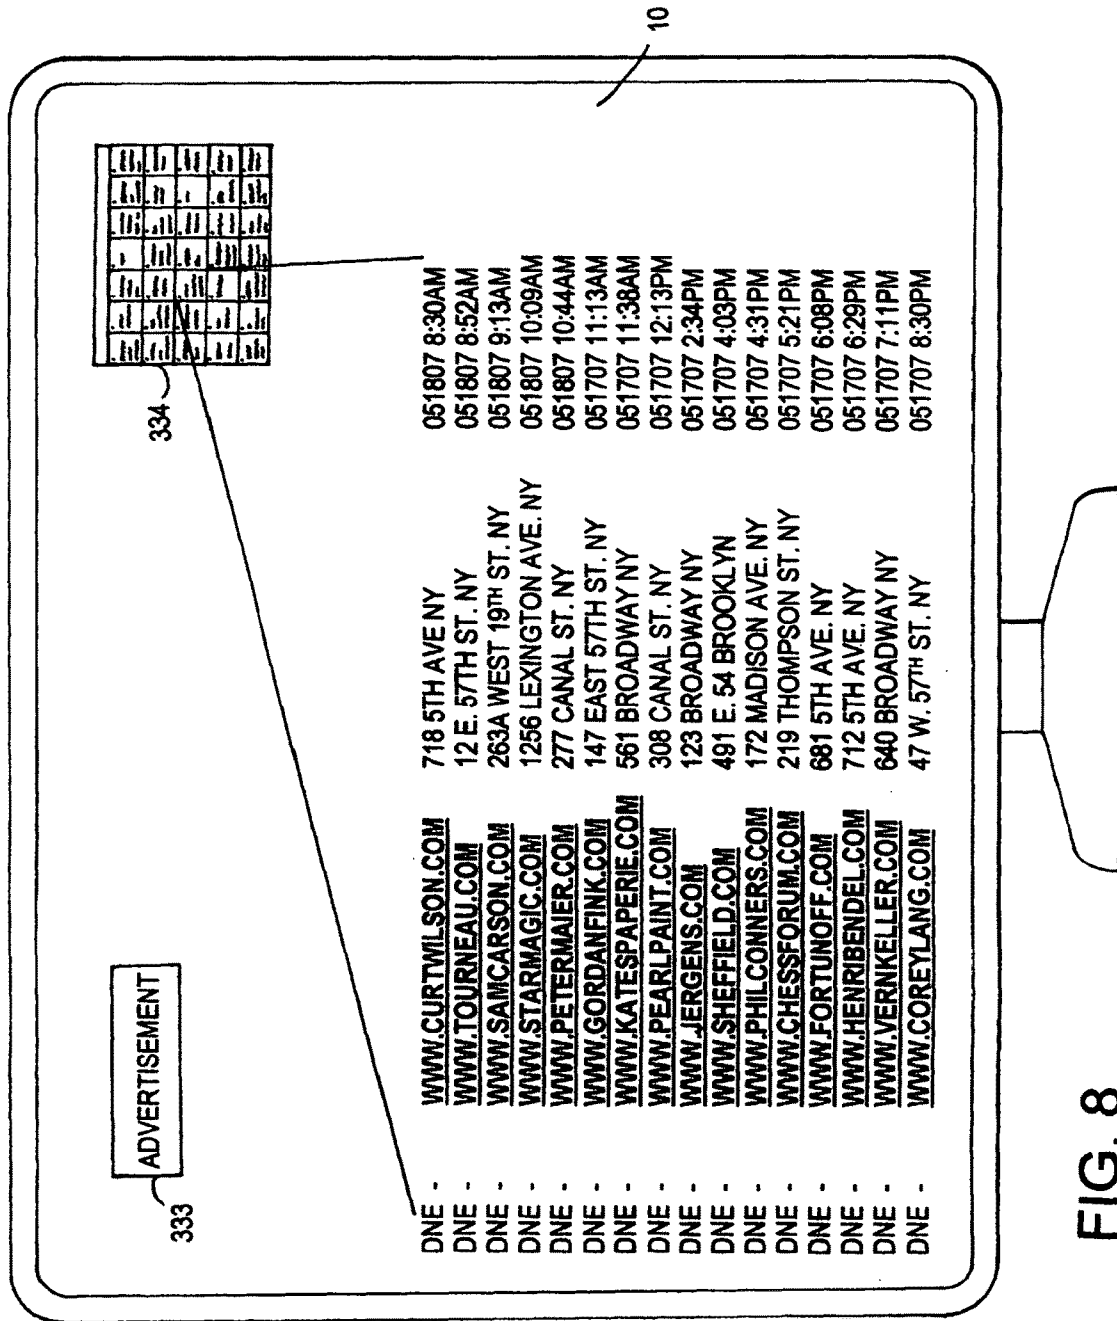 10
ADVERTISEMENT
333
334
DNE - WWW.CURTWILSON.COM 718 5TH AVE NY 051807 8:30AM
DNE - WWW.TOURNEAU.COM 12 E. 57TH ST. NY 051807 8:52AM
DNE - WWW.SAMCARSON.COM 263A WEST 19TH ST. NY 051807 9:13AM
DNE - WWW.STARMAGIC.COM 1256 LEXINGTON AVE. NY 051807 10:09AM
DNE - WWW.PETERMAIER.COM 277 CANAL ST. NY 051807 10:44AM
DNE - WWW.GORDANFINK.COM 147 EAST 57TH ST. NY 051707 11:13AM
DNE - WWW.KATESPAPERIE.COM 561 BROADWAY NY 051707 11:38AM
DNE - WWW.PEARLPAINT.COM 308 CANAL ST. NY 051707 12:13PM
DNE - WWW.JERGENS.COM 123 BROADWAY NY 051707 2:34PM
DNE - WWW.SHEFFIELD.COM 491 E. 54 BROOKLYN 051707 4:03PM
DNE - WWW.PHILCONNERS.COM 172 MADISON AVE. NY 051707 4:31PM
DNE - WWW.CHESSFORUM.COM 219 THOMPSON ST. NY 051707 5:21PM
DNE - WWW.FORTUNOFF.COM 681 5TH AVE. NY 051707 6:08PM
DNE - WWW.HENRIBENDEL.COM 712 5TH AVE. NY 051707 6:29PM
DNE - WWW.VERNKELLER.COM 640 BROADWAY NY 051707 7:11PM
DNE - WWW.COREYLANG.COM 47 W. 57TH ST. NY 051707 8:30PM
FIG. 8